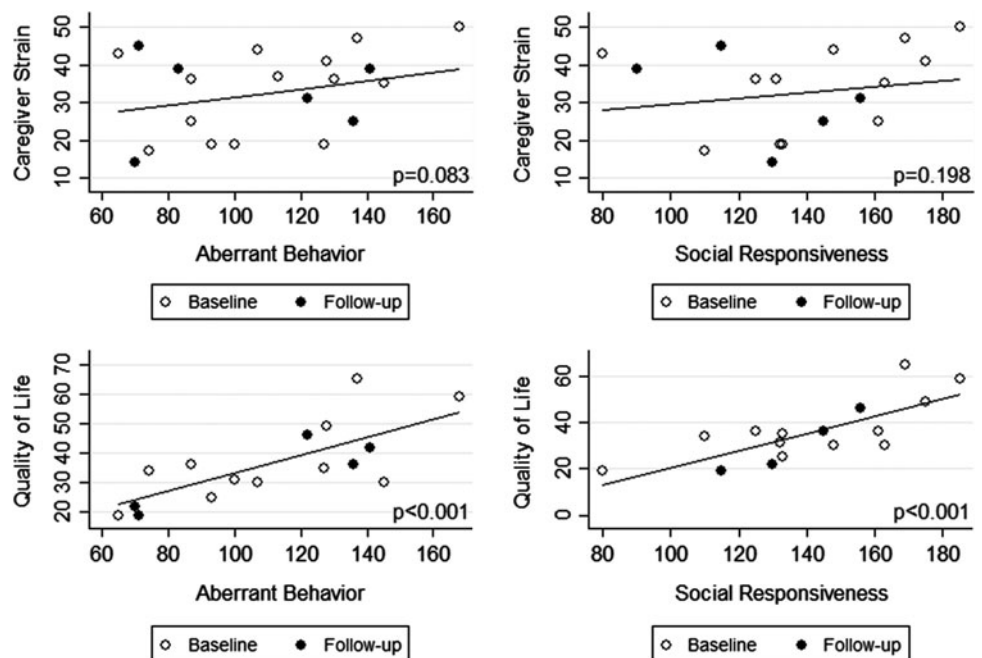 Caregiver Strain
50
40
30
20
10
p=0.083
60 80 100 120 140 160
Aberrant Behavior
Baseline Follow-up
Caregiver Strain
50
40
30
20
10
p=0.198
80 100 120 140 160 180
Social Responsiveness
Baseline Follow-up
Quality of Life
70
60
50
40
30
20
p<0.001
60 80 100 120 140 160
Aberrant Behavior
Baseline Follow-up
Quality of Life
60
40
20
0
p<0.001
80 100 120 140 160 180
Social Responsiveness
Baseline Follow-up